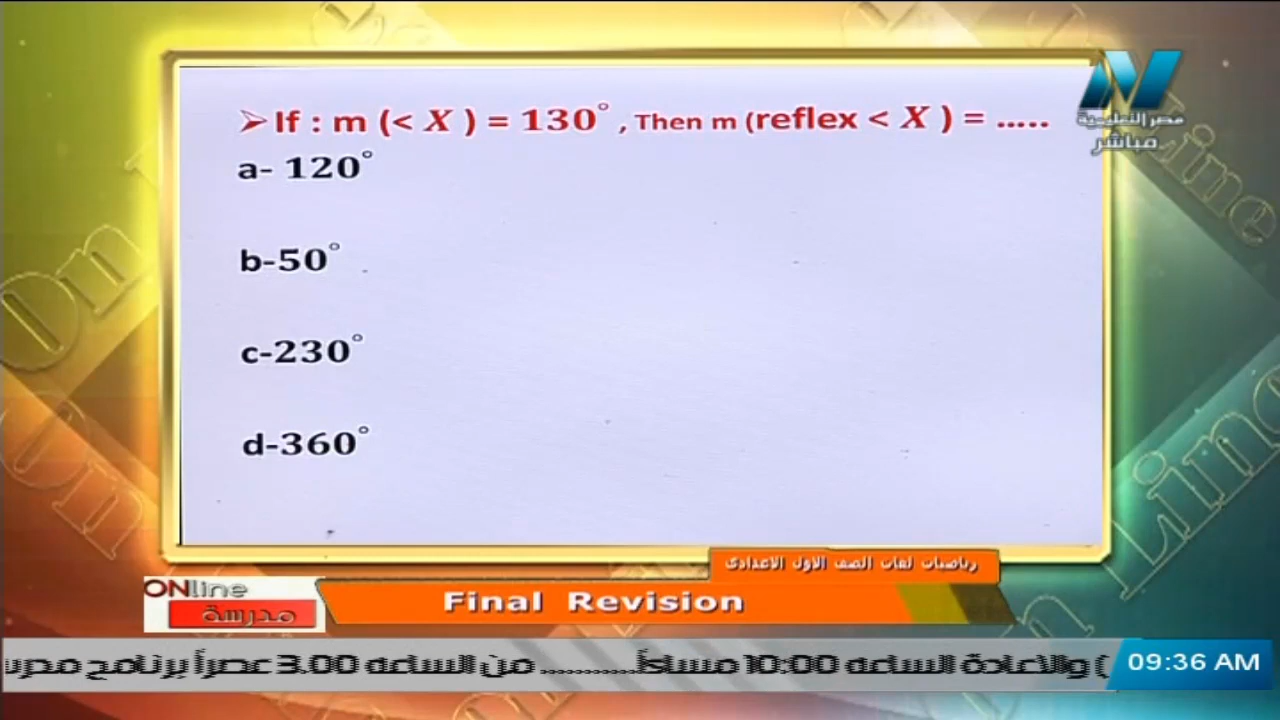 ➢If : m (< X ) = 130° , Then m (reflex < X ) = .....
a- 120°
b-50°
c-230°
d-360°
مصر التعليمية
مباشر
رياضيات لغات الصف الاول الاعدادى
ONline
مدرسة
Final Revision
) والاعادة الساعه 10:00 مساءاً........... من الساعه 3.00 عصراً برنامج مدرس
09:36 AM